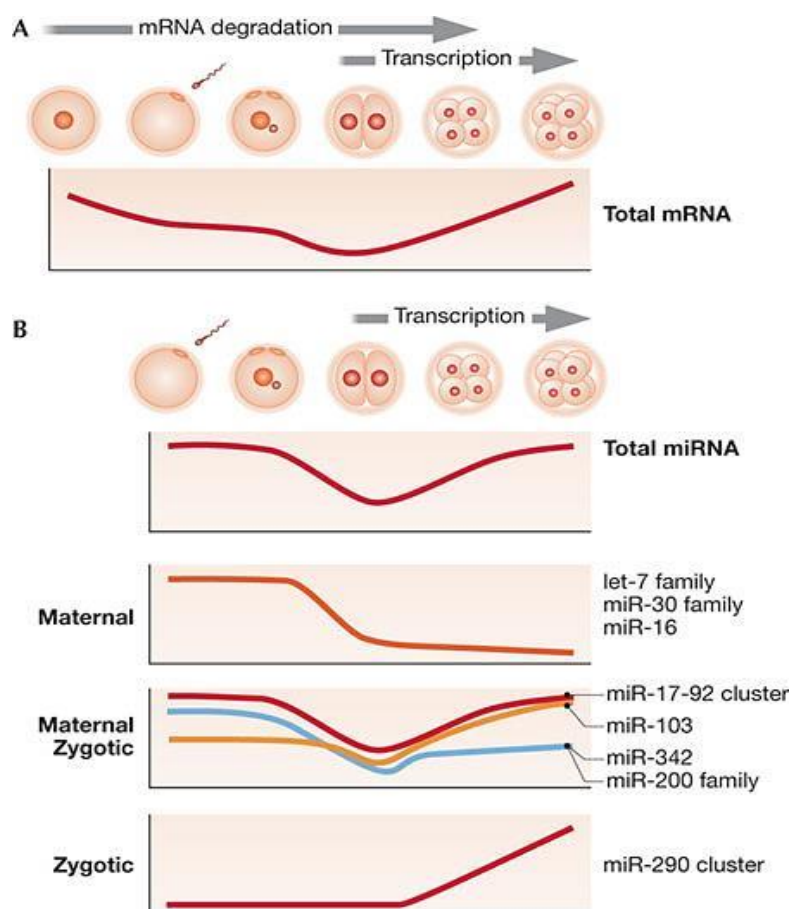 A
mRNA degradation
Transcription
Total mRNA
B
Transcription
Total miRNA
Maternal
let-7 family
miR-30 family
miR-16
Maternal
Zygotic
miR-17-92 cluster
miR-103
miR-342
miR-200 family
Zygotic
miR-290 cluster